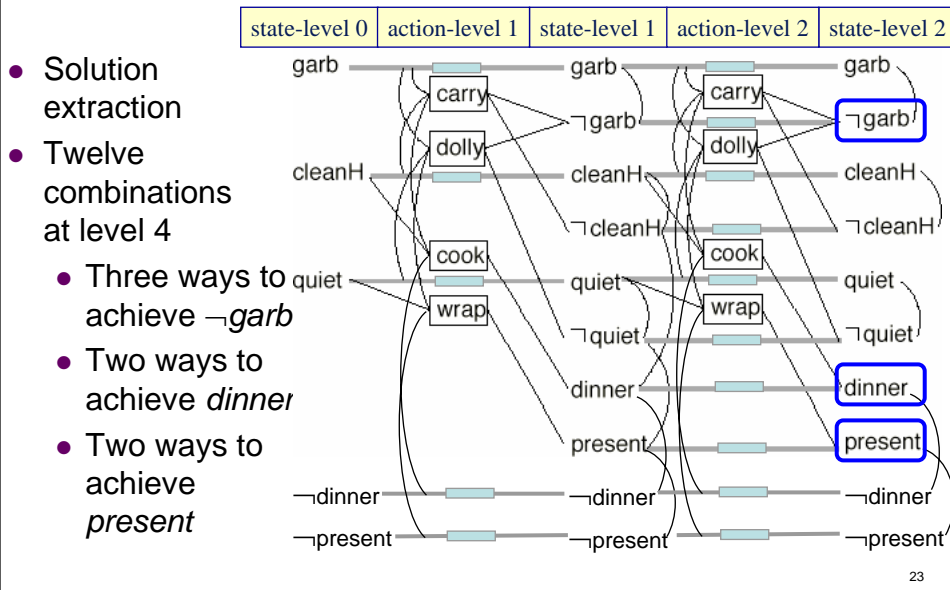 state-level 0 action-level 1 state-level 1 action-level 2 state-level 2
● Solution
extraction
● Twelve
combinations
at level 4
● Three ways to
achieve ¬garb
● Two ways to
achieve dinner
● Two ways to
achieve
present
garb garb garb
carry carry
¬garb ¬garb
dolly dolly
cleanH cleanH cleanH
¬cleanH ¬cleanH
cook cook
quiet quiet quiet
wrap wrap
¬quiet ¬quiet
dinner dinner
present present
¬dinner ¬dinner ¬dinner
¬present ¬present ¬present
23